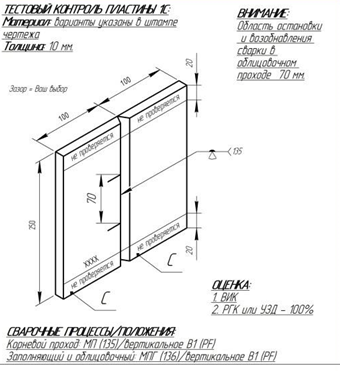 ТЕСТОВЫЙ КОНТРОЛЬ ПЛАСТИНЫ 1С:
Материал: варианты указаны в штампе
чертежа
Толщина: 10 мм.
ВНИМАНИЕ:
Область остановки
и возобнавления
сварки в
облицовочном
проходе 70 мм.
100
100
20
Зазор = Ваш выбор
не проверяется
не проверяется
135
70
250
XXXX
не проверяется
не проверяется
20
С
С
ОЦЕНКА:
1. ВИК
2. РГК или УЗД - 100%
СВАРОЧНЫЕ ПРОЦЕССЫ/ПОЛОЖЕНИЯ:
Корневой проход: МП (135)/вертикальное В1 (PF)
Заполняющий и облицовочный: МПГ (136)/вертикальное В1 (PF)